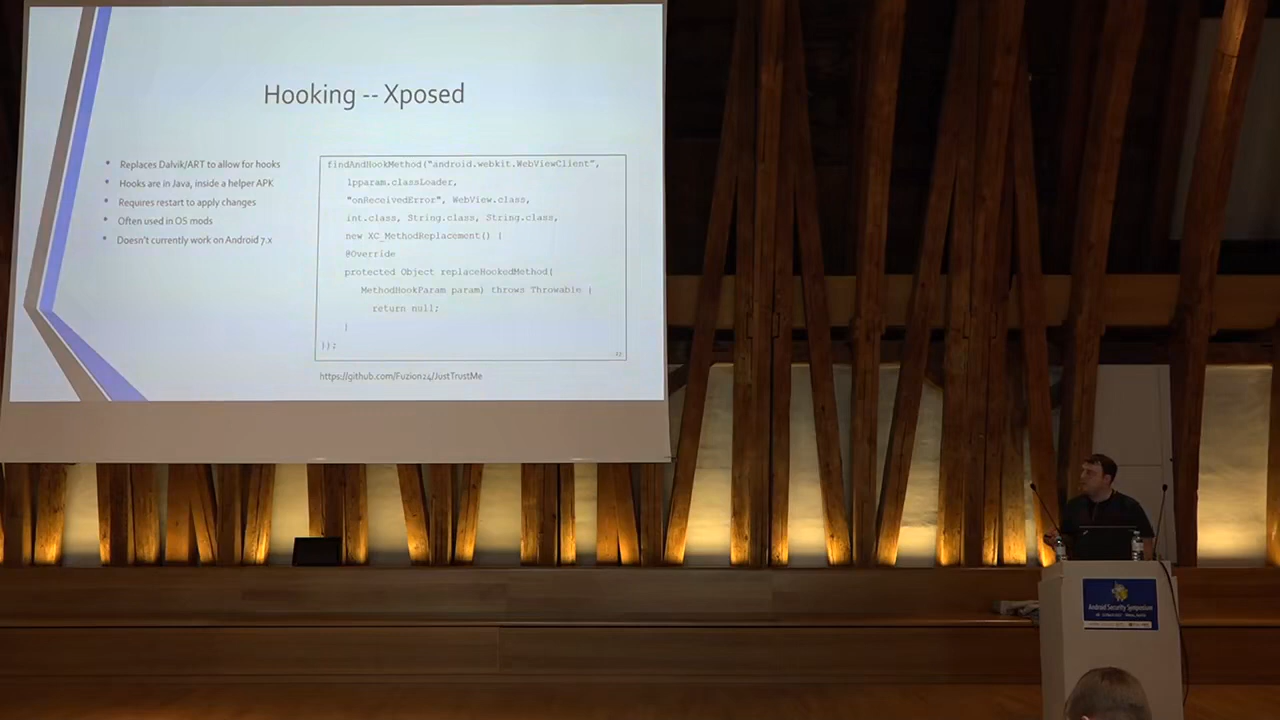 Hooking -- Xposed
• Replaces Dalvik/ART to allow for hooks
• Hooks are in Java, inside a helper APK
• Requires restart to apply changes
• Often used in OS mods
• Doesn't currently work on Android 7.x
findAndHookMethod("android.webkit.WebViewClient",
lpparam.classLoader,
"onReceivedError", WebView.class,
int.class, String.class, String.class,
new XC_MethodReplacement() {
@Override
protected Object replaceHookedMethod(
MethodHookParam param) throws Throwable {
return null;
}
});
https://github.com/Fuzion24/JustTrustMe
Android Security Symposium